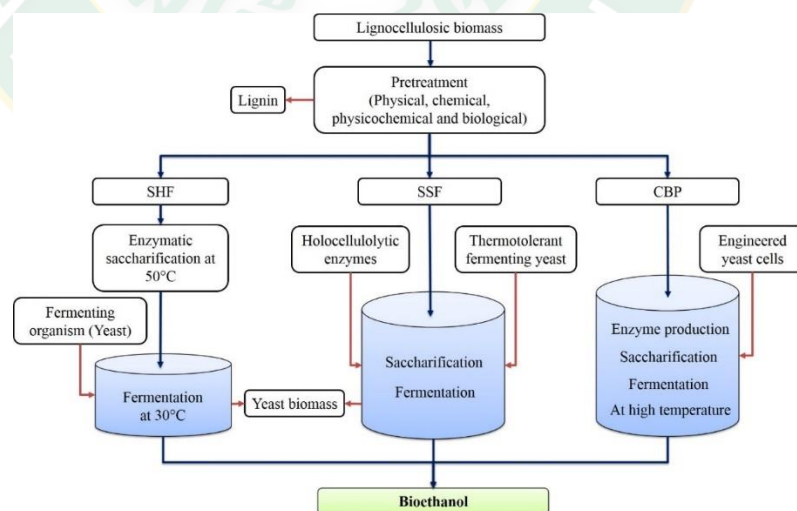 Lignocellulosic biomass
Pretreatment
(Physical, chemical,
physicochemical and biological)
Lignin
SHF
SSF
CBP
Enzymatic
saccharification at
50°C
Holocellulolytic
enzymes
Thermotolerant
fermenting yeast
Engineered
yeast cells
Fermenting
organism (Yeast)
Fermentation
at 30°C
Yeast biomass
Saccharification
Fermentation
Enzyme production
Saccharification
Fermentation
At high temperature
Bioethanol